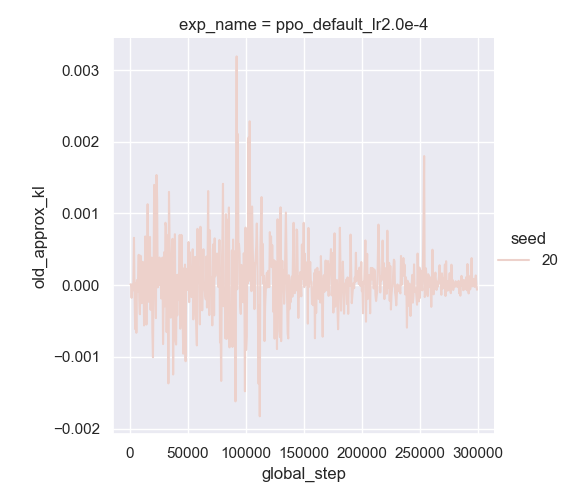 exp_name = ppo_default_lr2.0e-4
0.003
0.002
0.001
0.000
−0.001
−0.002
old_approx_kl
0 50000 100000 150000 200000 250000 300000
global_step
seed
20